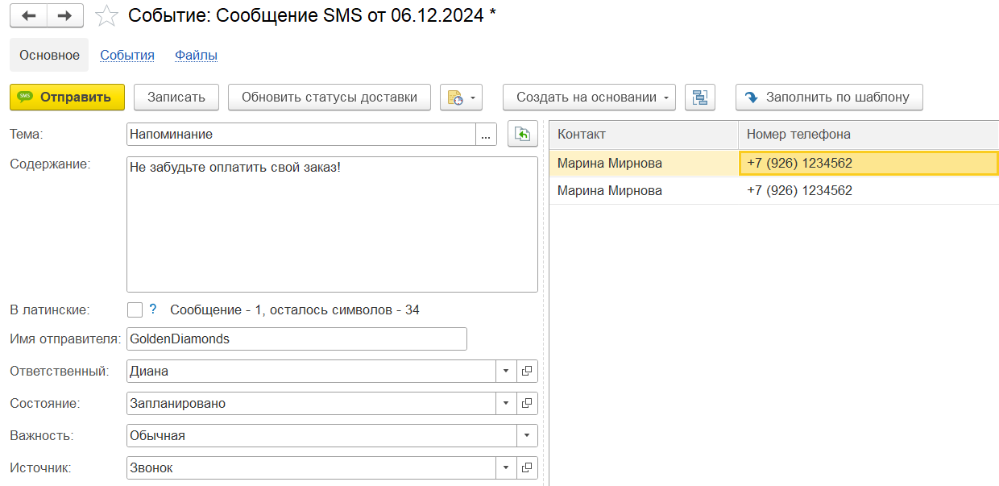 Событие: Сообщение SMS от 06.12.2024 *
Основное События Файлы
SMS Отправить Записать Обновить статусы доставки Создать на основании Заполнить по шаблону
Тема: Напоминание ...
Содержание: Не забудьте оплатить свой заказ!
В латинские: ? Сообщение - 1, осталось символов - 34
Имя отправителя: GoldenDiamonds
Ответственный: Диана
Состояние: Запланировано
Важность: Обычная
Источник: Звонок
Контакт Номер телефона
Марина Мирнова +7 (926) 1234562
Марина Мирнова +7 (926) 1234562